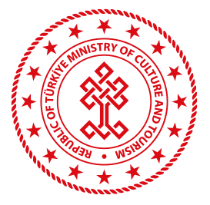 REPUBLIC OF TÜRKİYE MINISTRY OF CULTURE AND TOURISM